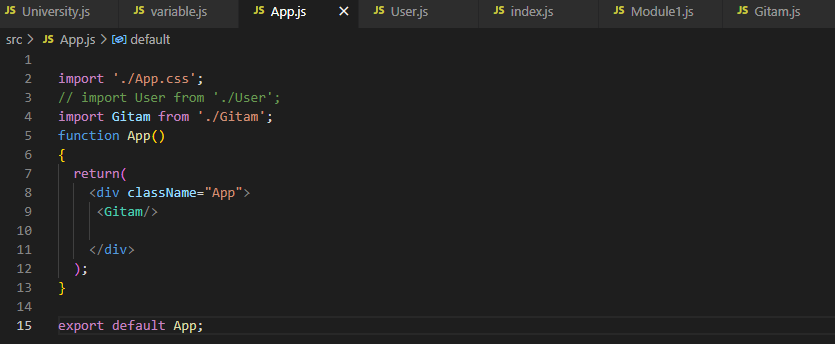 JS University.js JS variable.js JS App.js × JS User.js JS index.js JS Module1.js JS Gitam.js
src > JS App.js > default
1
2 import './App.css';
3 // import User from './User';
4 import Gitam from './Gitam';
5 function App()
6 {
7 return(
8 <div className="App">
9 <Gitam/>
10
11 </div>
12 );
13 }
14
15 export default App;